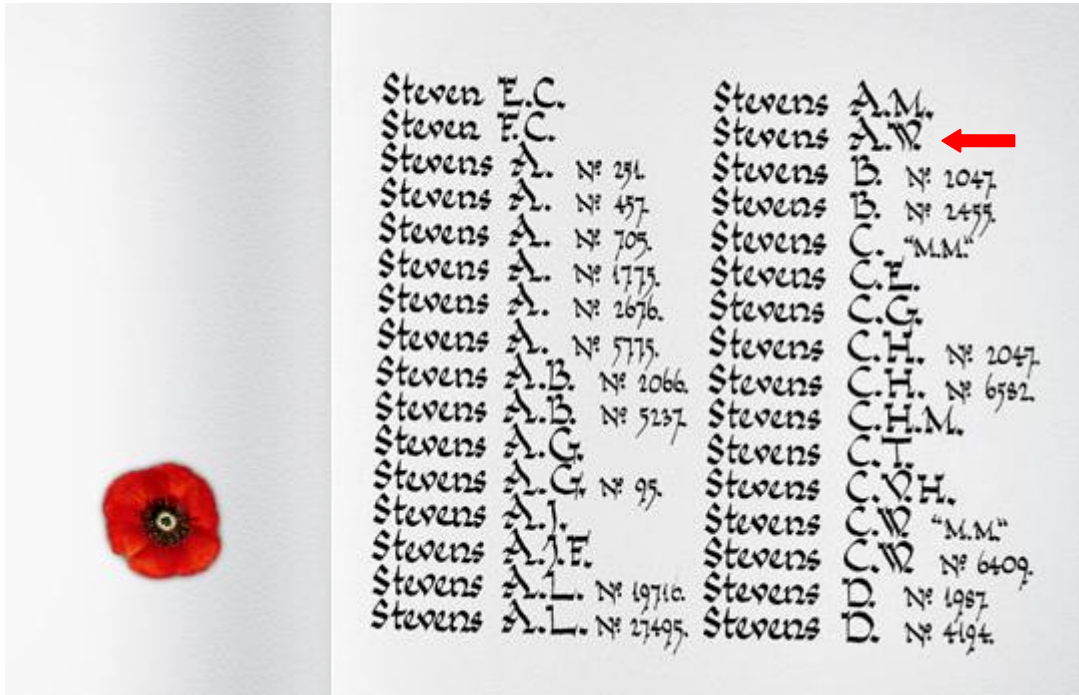 Steven E.C.
Steven F.C.
Stevens A. Nº 251.
Stevens A. Nº 457.
Stevens A. Nº 705.
Stevens A. Nº 1775.
Stevens A. Nº 2676.
Stevens A. Nº 5775.
Stevens A.B. Nº 2066.
Stevens A.B. Nº 5237.
Stevens A.G.
Stevens A.G. Nº 95.
Stevens A.J.
Stevens A.J.F.
Stevens A.L. Nº 19716.
Stevens A.L. Nº 27495.
Stevens A.M.
Stevens A.W.
Stevens B. Nº 2047.
Stevens B. Nº 2455.
Stevens C. "M.M."
Stevens C.E.
Stevens C.G.
Stevens C.H. Nº 2047.
Stevens C.H. Nº 6582.
Stevens C.H.M.
Stevens C.T.
Stevens C.V.H.
Stevens C.W. "M.M."
Stevens C.W. Nº 6409.
Stevens D. Nº 1987.
Stevens D. Nº 4194.